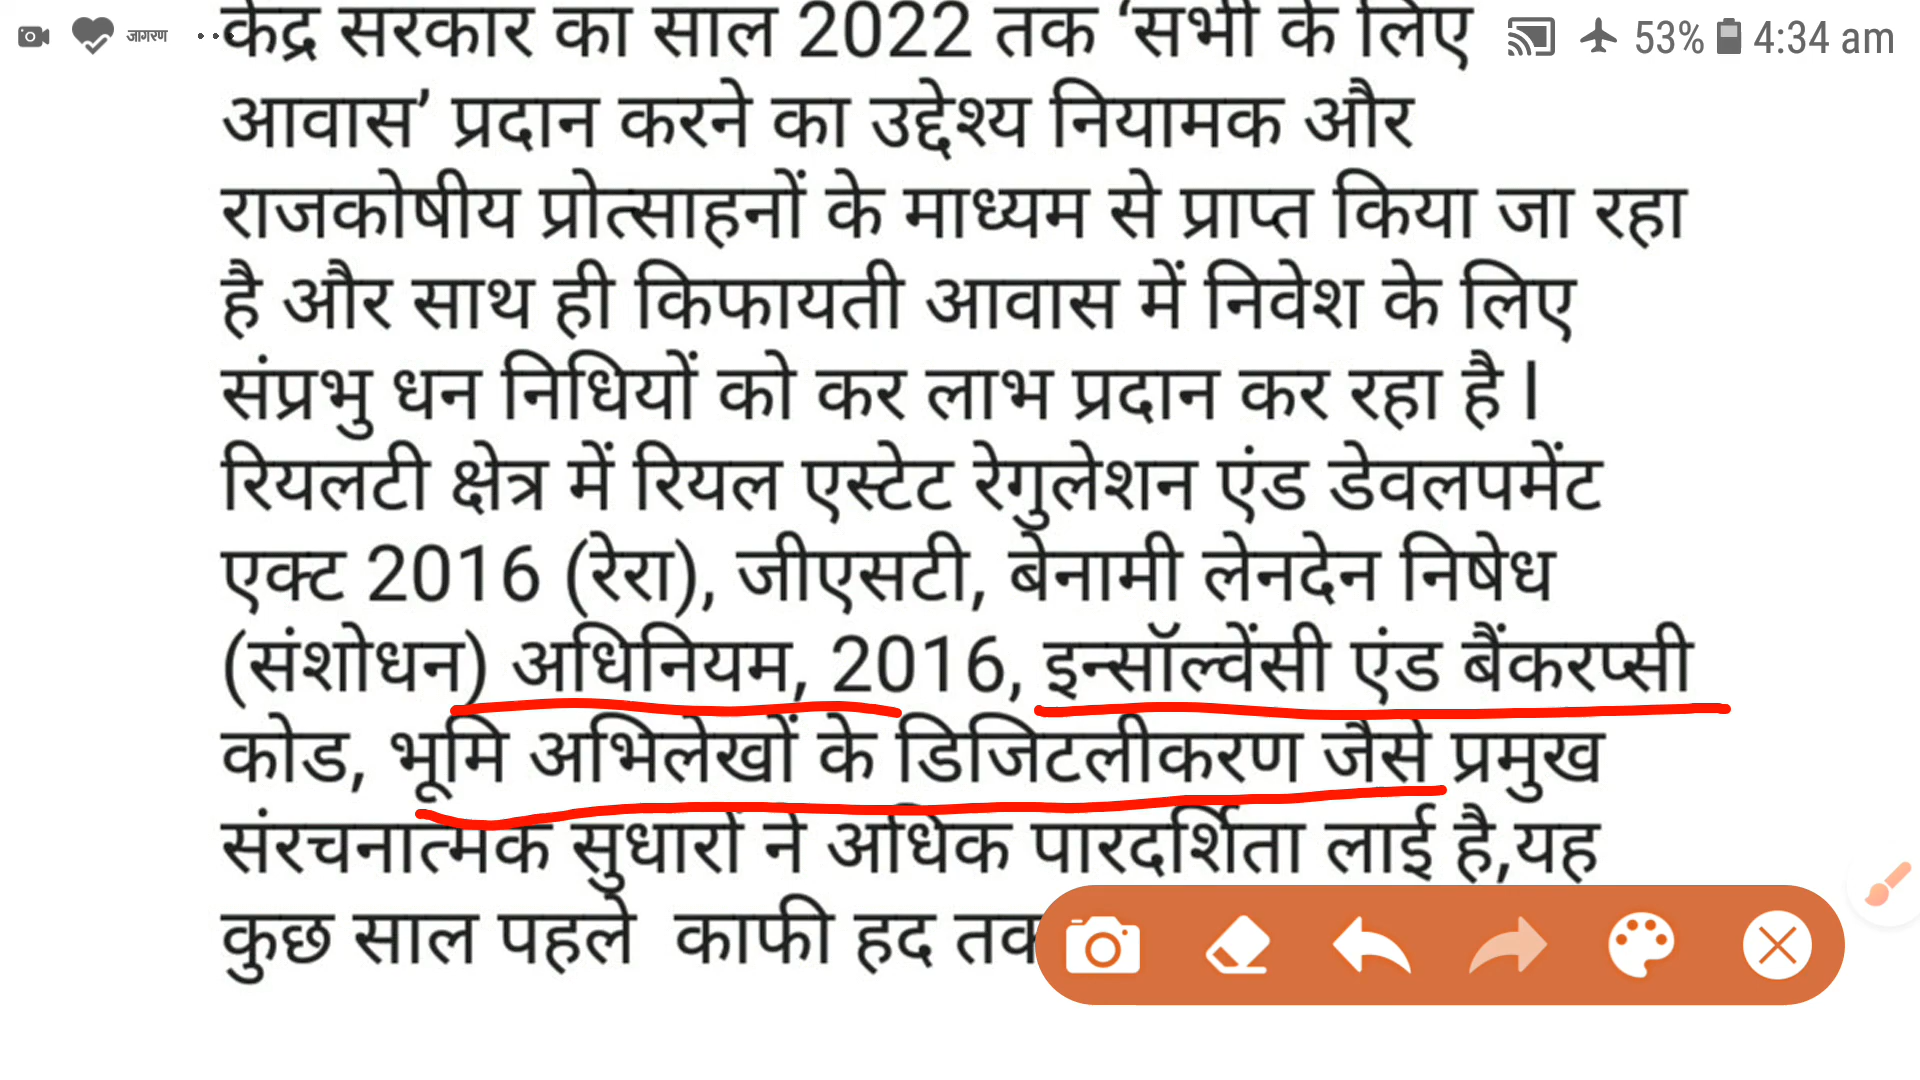 जागरण
53% 4:34 am
केंद्र सरकार का साल 2022 तक ‘सभी के लिए
आवास’ प्रदान करने का उद्देश्य नियामक और
राजकोषीय प्रोत्साहनों के माध्यम से प्राप्त किया जा रहा
है और साथ ही किफायती आवास में निवेश के लिए
संप्रभु धन निधियों को कर लाभ प्रदान कर रहा है l
रियलटी क्षेत्र में रियल एस्टेट रेगुलेशन एंड डेवलपमेंट
एक्ट 2016 (रेरा), जीएसटी, बेनामी लेनदेन निषेध
(संशोधन) अधिनियम, 2016, इन्सॉल्वेंसी एंड बैंकरप्सी
कोड, भूमि अभिलेखों के डिजिटलीकरण जैसे प्रमुख
संरचनात्मक सुधारों ने अधिक पारदर्शिता लाई है,यह
कुछ साल पहले काफी हद तक